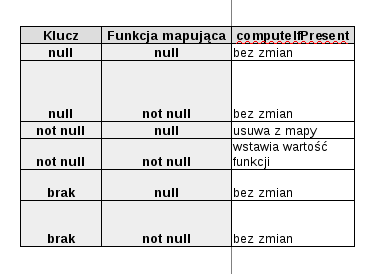 Klucz Funkcja mapująca computeIfPresent
null null bez zmian
null not null bez zmian
not null null usuwa z mapy
not null not null wstawia wartość
funkcji
brak null bez zmian
brak not null bez zmian